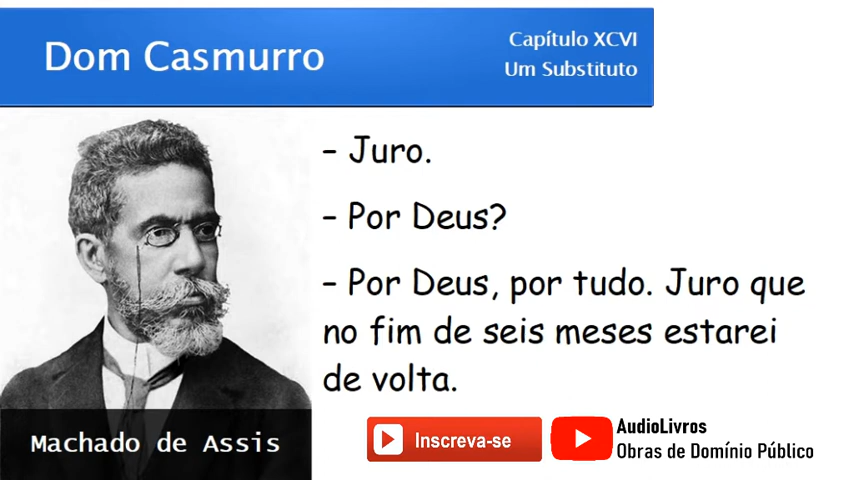 Dom Casmurro
Capítulo XCVI
Um Substituto
– Juro.
– Por Deus?
– Por Deus, por tudo. Juro que
no fim de seis meses estarei
de volta.
Machado de Assis
Inscreva-se
AudioLivros
Obras de Domínio Público